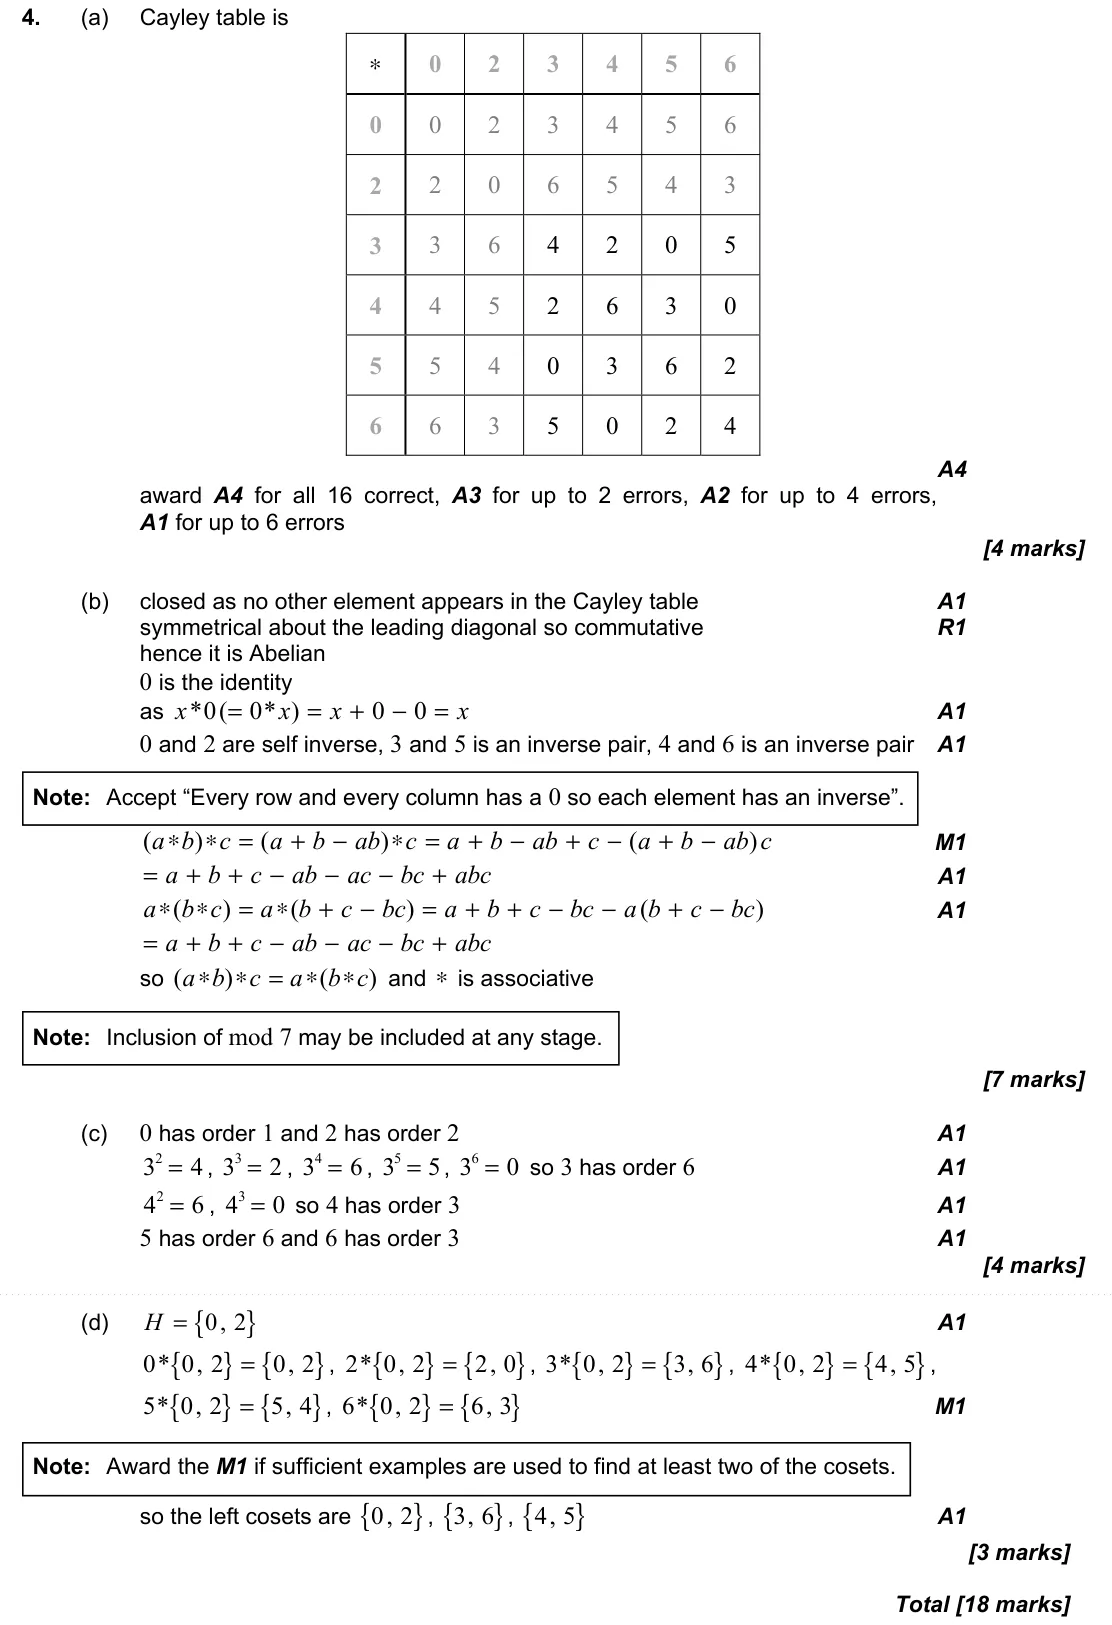 4. (a) Cayley table is
* 0 2 3 4 5 6
0 0 2 3 4 5 6
2 2 0 6 5 4 3
3 3 6 4 2 0 5
4 4 5 2 6 3 0
5 5 4 0 3 6 2
6 6 3 5 0 2 4
A4
award A4 for all 16 correct, A3 for up to 2 errors, A2 for up to 4 errors,
A1 for up to 6 errors
[4 marks]
(b) closed as no other element appears in the Cayley table A1
symmetrical about the leading diagonal so commutative R1
hence it is Abelian
0 is the identity
as x*0(= 0*x) = x + 0 − 0 = x A1
0 and 2 are self inverse, 3 and 5 is an inverse pair, 4 and 6 is an inverse pair A1
Note: Accept “Every row and every column has a 0 so each element has an inverse”.
(a*b)*c = (a + b − ab)*c = a + b − ab + c − (a + b − ab)c M1
= a + b + c − ab − ac − bc + abc A1
a*(b*c) = a*(b + c − bc) = a + b + c − bc − a(b + c − bc) A1
= a + b + c − ab − ac − bc + abc
so (a*b)*c = a*(b*c) and * is associative
Note: Inclusion of mod 7 may be included at any stage.
[7 marks]
(c) 0 has order 1 and 2 has order 2 A1
3² = 4, 3³ = 2, 3⁴ = 6, 3⁵ = 5, 3⁶ = 0 so 3 has order 6 A1
4² = 6, 4³ = 0 so 4 has order 3 A1
5 has order 6 and 6 has order 3 A1
[4 marks]
(d) H = {0, 2} A1
0*{0, 2} = {0, 2}, 2*{0, 2} = {2, 0}, 3*{0, 2} = {3, 6}, 4*{0, 2} = {4, 5},
5*{0, 2} = {5, 4}, 6*{0, 2} = {6, 3} M1
Note: Award the M1 if sufficient examples are used to find at least two of the cosets.
so the left cosets are {0, 2}, {3, 6}, {4, 5} A1
[3 marks]
Total [18 marks]